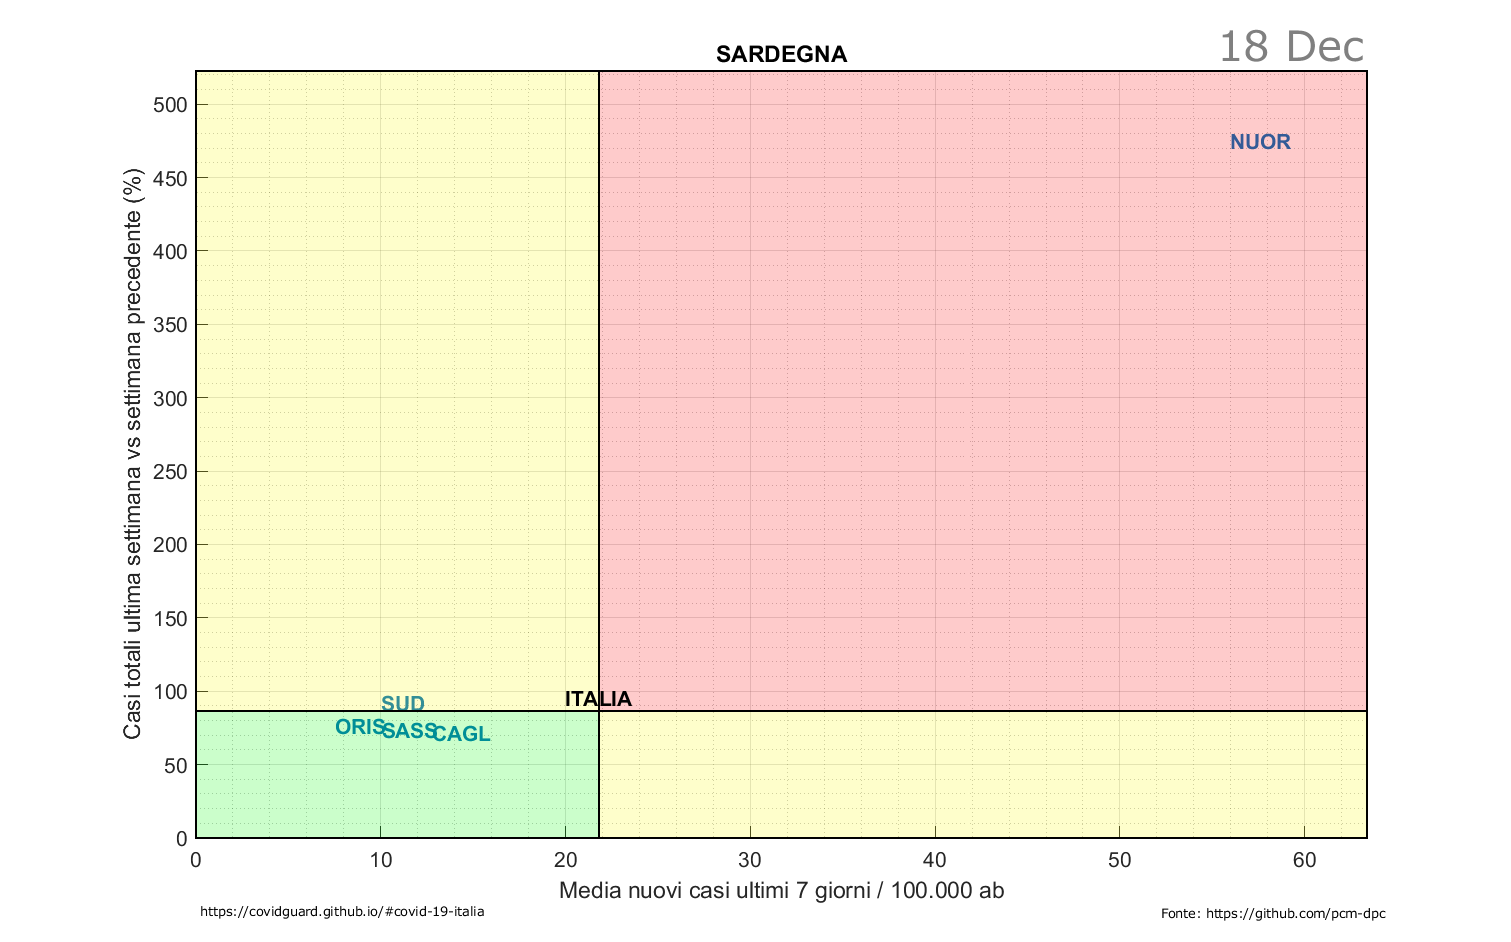 18 Dec
SARDEGNA
Casi totali ultima settimana vs settimana precedente (%)
500
450
400
350
300
250
200
150
100
50
0
NUOR
SUD
ITALIA
ORIS
SASS
CAGL
0 10 20 30 40 50 60
Media nuovi casi ultimi 7 giorni / 100.000 ab
https://covidguard.github.io/#covid-19-italia
Fonte: https://github.com/pcm-dpc